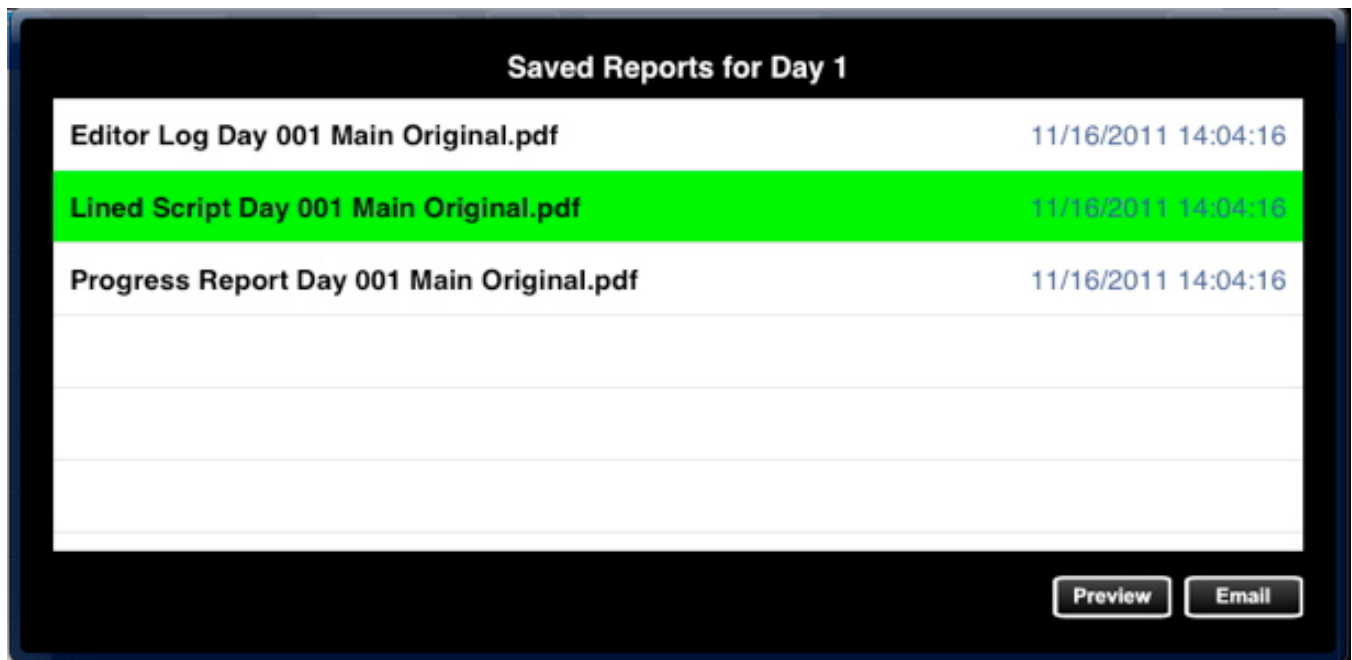 Saved Reports for Day 1
Editor Log Day 001 Main Original.pdf 11/16/2011 14:04:16
Lined Script Day 001 Main Original.pdf 11/16/2011 14:04:16
Progress Report Day 001 Main Original.pdf 11/16/2011 14:04:16
Preview Email